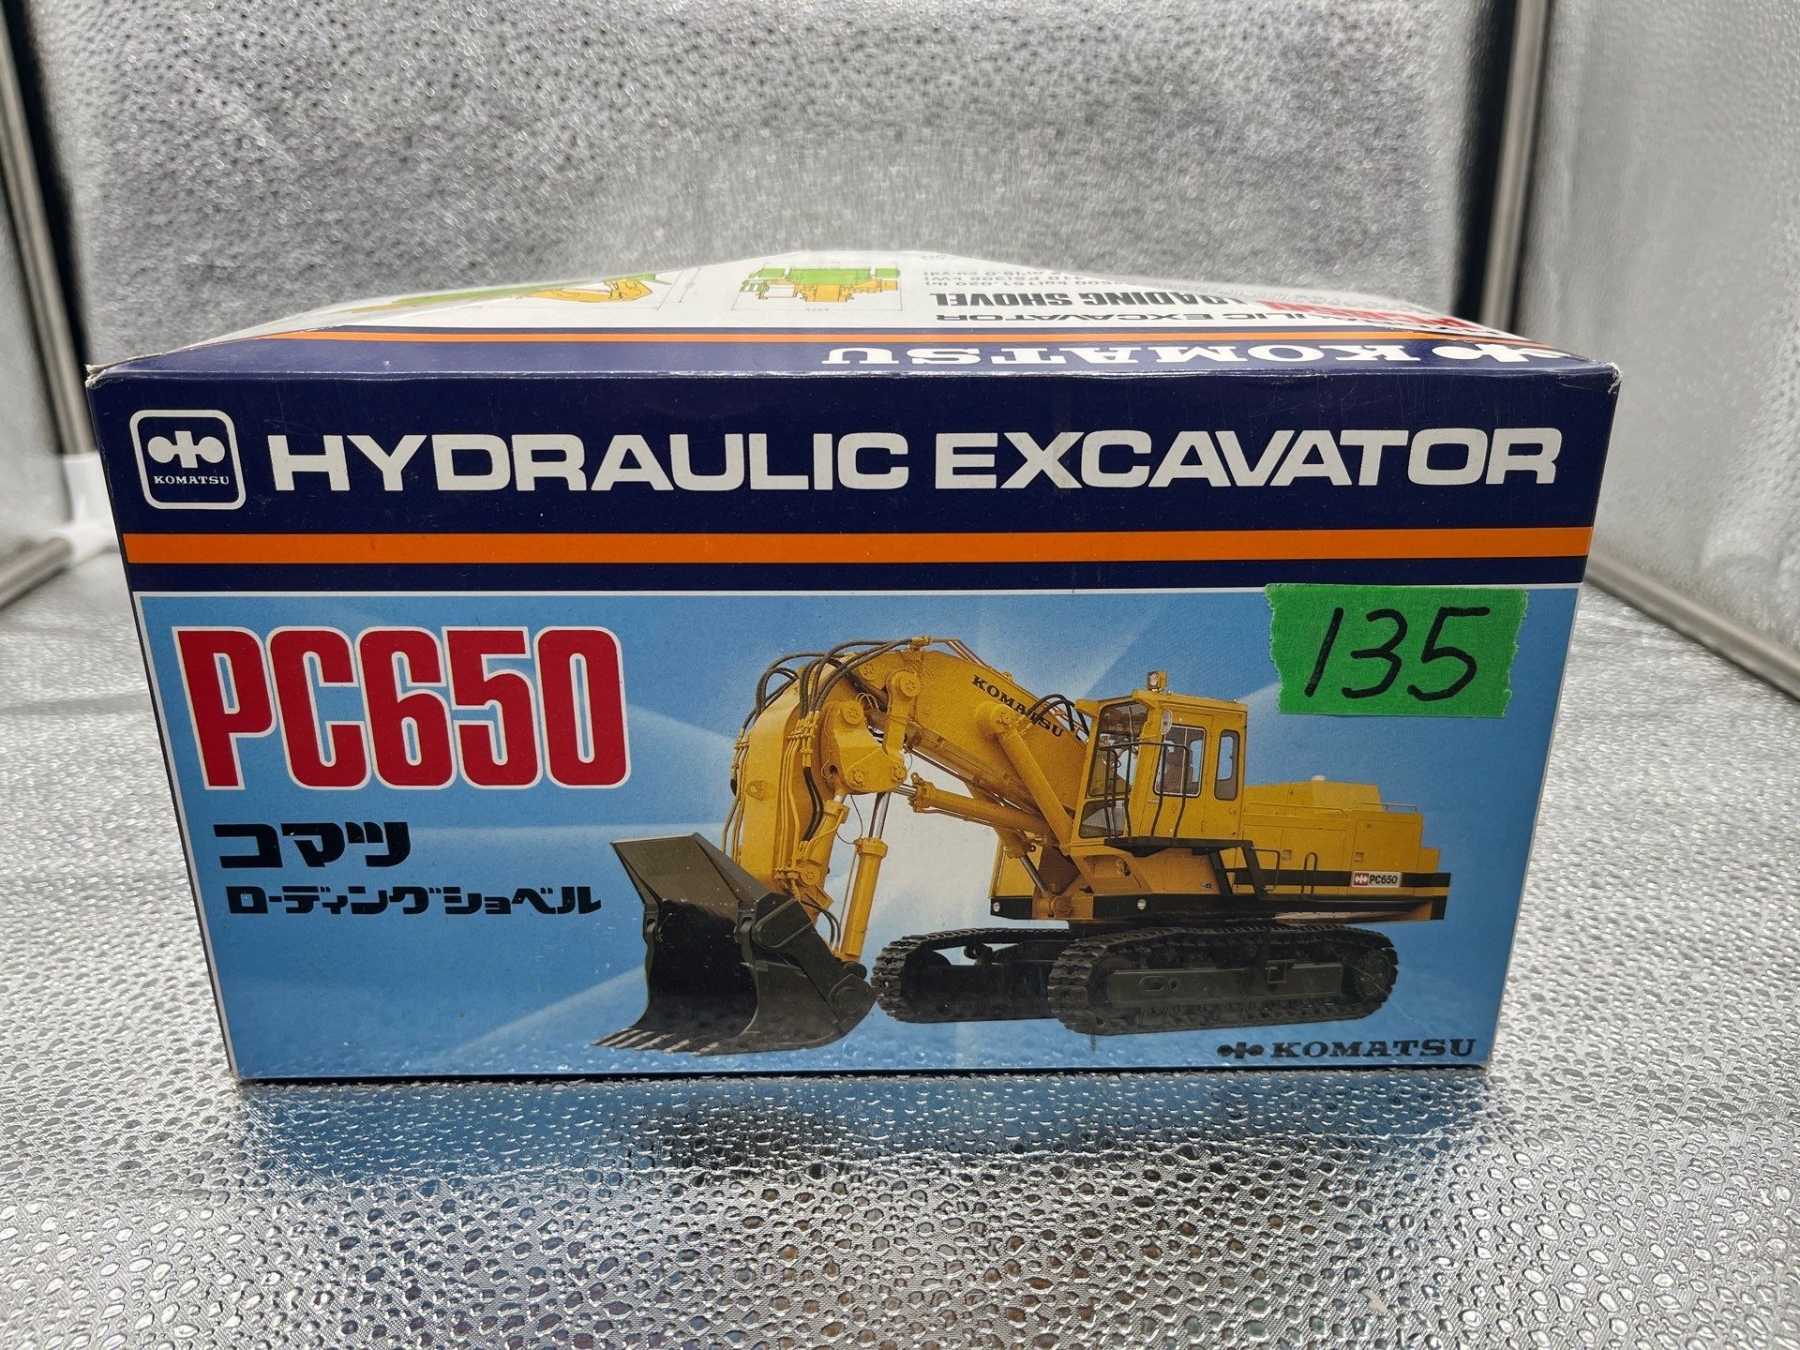 KOMATSU
HYDRAULIC EXCAVATOR
LOADING SHOVEL
KOMATSU
HYDRAULIC EXCAVATOR
PC650
コマツ
ローディングショベル
135
KOMATSU
PC650
KOMATSU